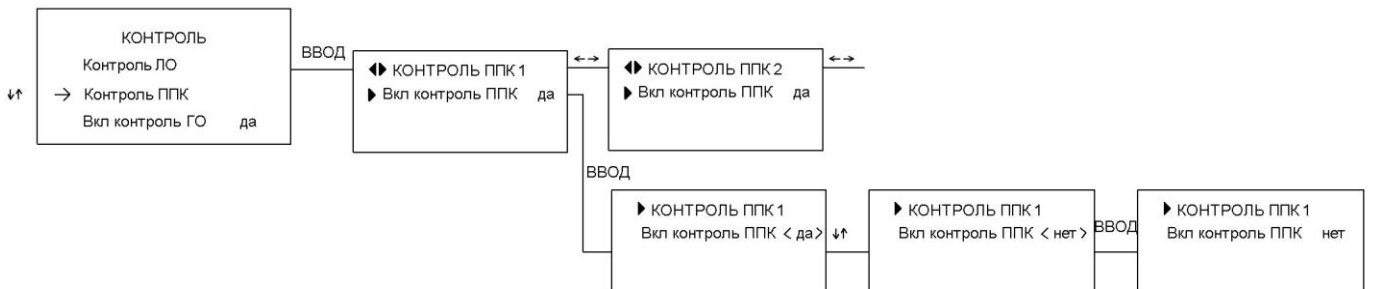 КОНТРОЛЬ
Контроль ЛО
↓↑ → Контроль ППК
Вкл контроль ГО да
ВВОД
◀▶ КОНТРОЛЬ ППК 1
▶ Вкл контроль ППК да
←→
◀▶ КОНТРОЛЬ ППК 2
▶ Вкл контроль ППК да
←→
ВВОД
▶ КОНТРОЛЬ ППК 1
Вкл контроль ППК < да >
↓↑
▶ КОНТРОЛЬ ППК 1
Вкл контроль ППК < нет >
ВВОД
▶ КОНТРОЛЬ ППК 1
Вкл контроль ППК нет